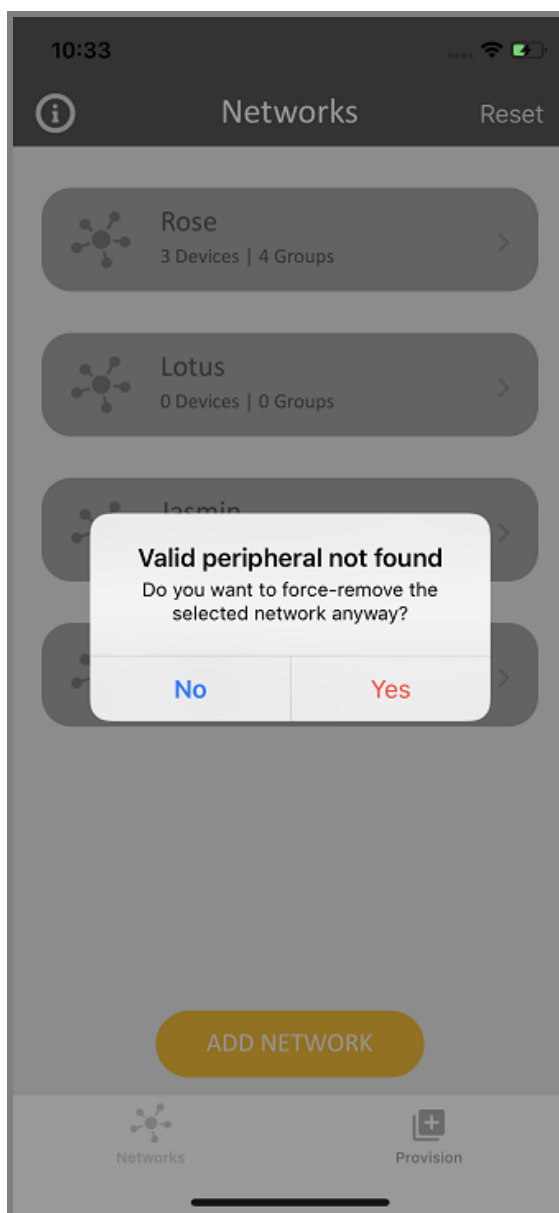 10:33
Networks
Reset
Rose
3 Devices | 4 Groups
Lotus
0 Devices | 0 Groups
Jasmin
Valid peripheral not found
Do you want to force-remove the
selected network anyway?
No
Yes
ADD NETWORK
Networks
Provision